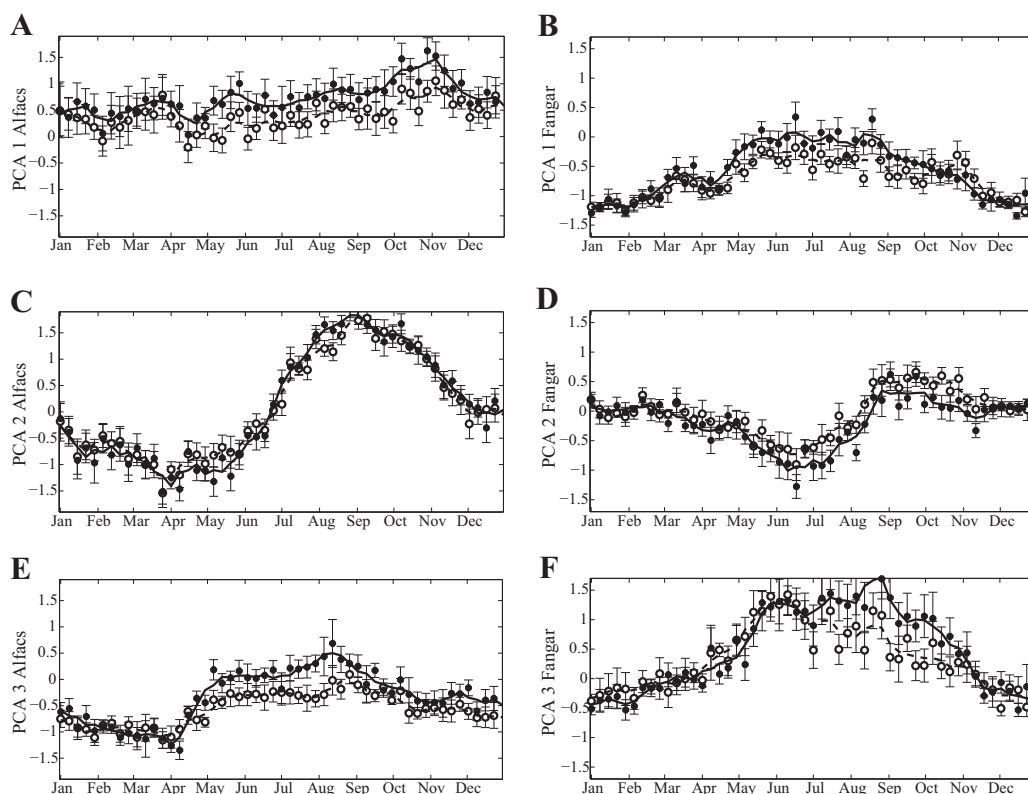 A
PCA 1 Alfacs
1.5
1
0.5
0
−0.5
−1
−1.5
Jan Feb Mar Apr May Jun Jul Aug Sep Oct Nov Dec
B
PCA 1 Fangar
1.5
1
0.5
0
−0.5
−1
−1.5
Jan Feb Mar Apr May Jun Jul Aug Sep Oct Nov Dec
C
PCA 2 Alfacs
1.5
1
0.5
0
−0.5
−1
−1.5
Jan Feb Mar Apr May Jun Jul Aug Sep Oct Nov Dec
D
PCA 2 Fangar
1.5
1
0.5
0
−0.5
−1
−1.5
Jan Feb Mar Apr May Jun Jul Aug Sep Oct Nov Dec
E
PCA 3 Alfacs
1.5
1
0.5
0
−0.5
−1
−1.5
Jan Feb Mar Apr May Jun Jul Aug Sep Oct Nov Dec
F
PCA 3 Fangar
1.5
1
0.5
0
−0.5
−1
−1.5
Jan Feb Mar Apr May Jun Jul Aug Sep Oct Nov Dec